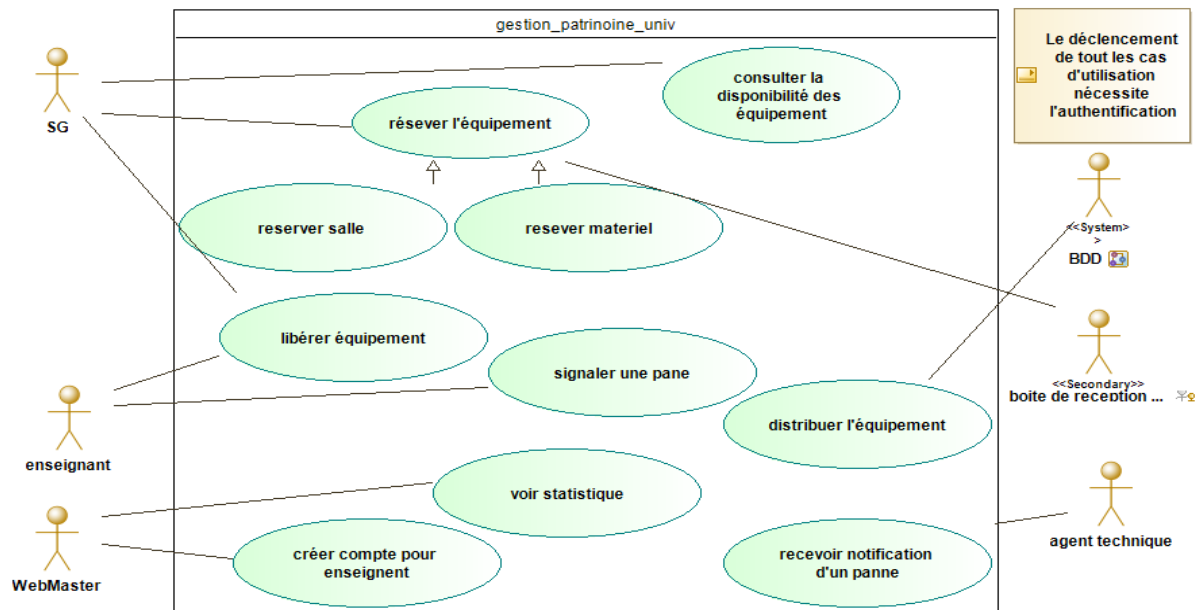 gestion_patrinoine_univ
Le déclencement
de tout les cas
d'utilisation
nécessite
l'authentification
consulter la
disponibilité des
équipement
SG
résever l'équipement
reserver salle
resever materiel
<<System>
>
BDD
libérer équipement
signaler une pane
<<Secondary>>
boite de reception ...
distribuer l'équipement
enseignant
voir statistique
agent technique
créer compte pour
enseignent
recevoir notification
d'un panne
WebMaster